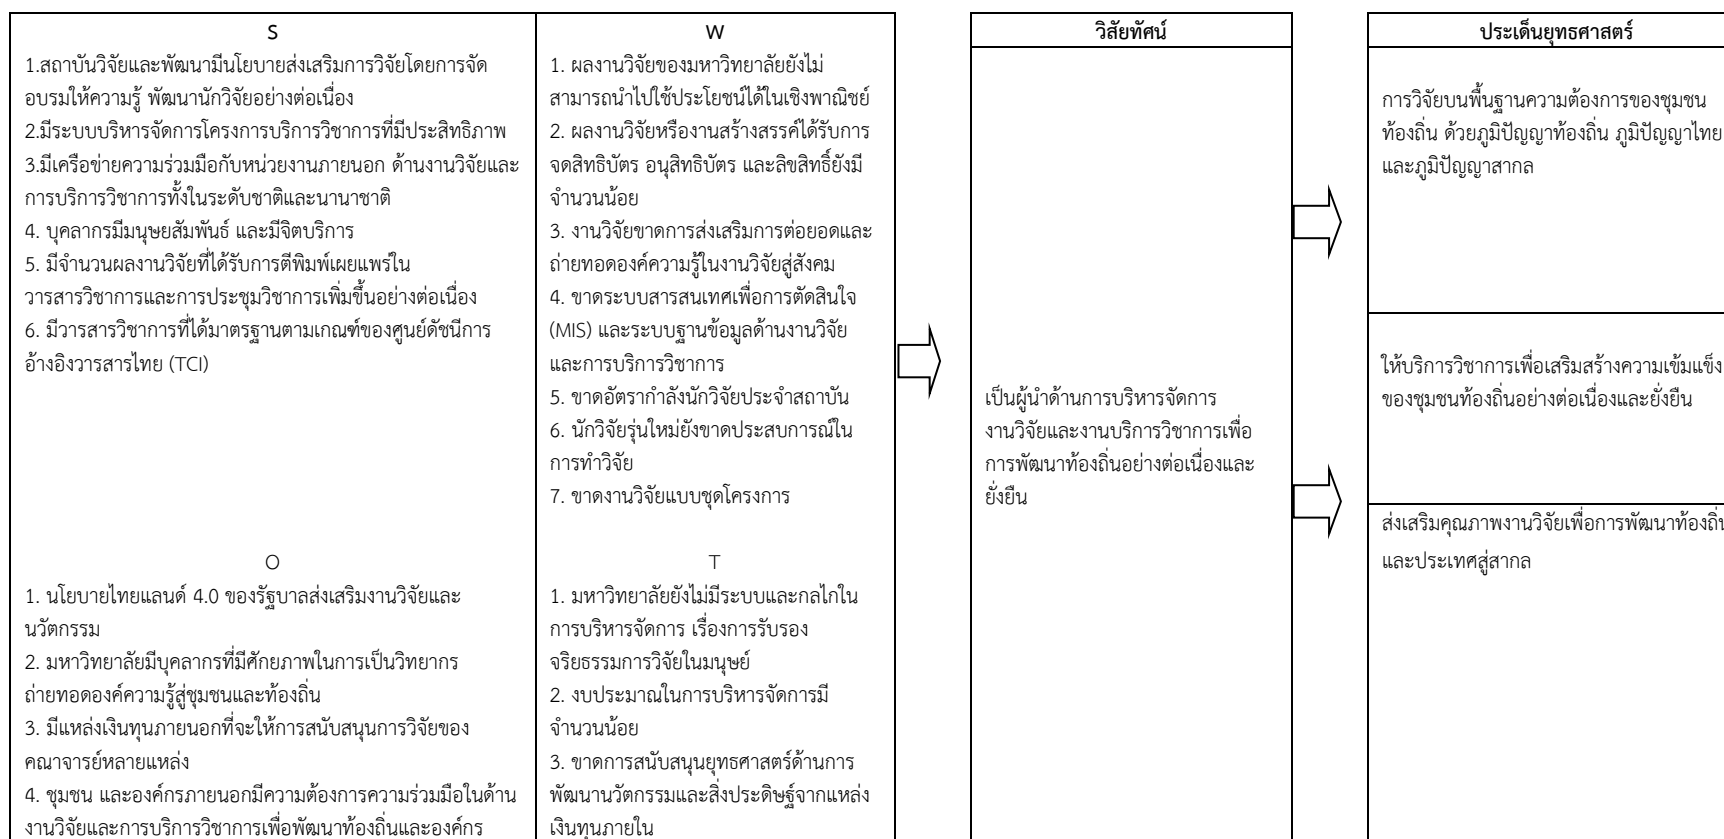 S
1.สถาบันวิจัยและพัฒนามีนโยบายส่งเสริมการวิจัยโดยการจัด
อบรมให้ความรู้ พัฒนานักวิจัยอย่างต่อเนื่อง
2.มีระบบบริหารจัดการโครงการบริการวิชาการที่มีประสิทธิภาพ
3.มีเครือข่ายความร่วมมือกับหน่วยงานภายนอก ด้านงานวิจัยและ
การบริการวิชาการทั้งในระดับชาติและนานาชาติ
4. บุคลากรมีมนุษยสัมพันธ์ และมีจิตบริการ
5. มีจำนวนผลงานวิจัยที่ได้รับการตีพิมพ์เผยแพร่ใน
วารสารวิชาการและการประชุมวิชาการเพิ่มขึ้นอย่างต่อเนื่อง
6. มีวารสารวิชาการที่ได้มาตรฐานตามเกณฑ์ของศูนย์ดัชนีการ
อ้างอิงวารสารไทย (TCI)
W
1. ผลงานวิจัยของมหาวิทยาลัยยังไม่
สามารถนำไปใช้ประโยชน์ได้ในเชิงพาณิชย์
2. ผลงานวิจัยหรืองานสร้างสรรค์ได้รับการ
จดสิทธิบัตร อนุสิทธิบัตร และลิขสิทธิ์ยังมี
จำนวนน้อย
3. งานวิจัยขาดการส่งเสริมการต่อยอดและ
ถ่ายทอดองค์ความรู้ในงานวิจัยสู่สังคม
4. ขาดระบบสารสนเทศเพื่อการตัดสินใจ
(MIS) และระบบฐานข้อมูลด้านงานวิจัย
และการบริการวิชาการ
5. ขาดอัตรากำลังนักวิจัยประจำสถาบัน
6. นักวิจัยรุ่นใหม่ยังขาดประสบการณ์ใน
การทำวิจัย
7. ขาดงานวิจัยแบบชุดโครงการ
O
1. นโยบายไทยแลนด์ 4.0 ของรัฐบาลส่งเสริมงานวิจัยและ
นวัตกรรม
2. มหาวิทยาลัยมีบุคลากรที่มีศักยภาพในการเป็นวิทยากร
ถ่ายทอดองค์ความรู้สู่ชุมชนและท้องถิ่น
3. มีแหล่งเงินทุนภายนอกที่จะให้การสนับสนุนการวิจัยของ
คณาจารย์หลายแหล่ง
4. ชุมชน และองค์กรภายนอกมีความต้องการความร่วมมือในด้าน
งานวิจัยและการบริการวิชาการเพื่อพัฒนาท้องถิ่นและองค์กร
T
1. มหาวิทยาลัยยังไม่มีระบบและกลไกใน
การบริหารจัดการ เรื่องการรับรอง
จริยธรรมการวิจัยในมนุษย์
2. งบประมาณในการบริหารจัดการมี
จำนวนน้อย
3. ขาดการสนับสนุนยุทธศาสตร์ด้านการ
พัฒนานวัตกรรมและสิ่งประดิษฐ์จากแหล่ง
เงินทุนภายใน
วิสัยทัศน์
เป็นผู้นำด้านการบริหารจัดการ
งานวิจัยและงานบริการวิชาการเพื่อ
การพัฒนาท้องถิ่นอย่างต่อเนื่องและ
ยั่งยืน
ประเด็นยุทธศาสตร์
การวิจัยบนพื้นฐานความต้องการของชุมชน
ท้องถิ่น ด้วยภูมิปัญญาท้องถิ่น ภูมิปัญญาไทย
และภูมิปัญญาสากล
ให้บริการวิชาการเพื่อเสริมสร้างความเข้มแข็ง
ของชุมชนท้องถิ่นอย่างต่อเนื่องและยั่งยืน
ส่งเสริมคุณภาพงานวิจัยเพื่อการพัฒนาท้องถิ่น
และประเทศสู่สากล